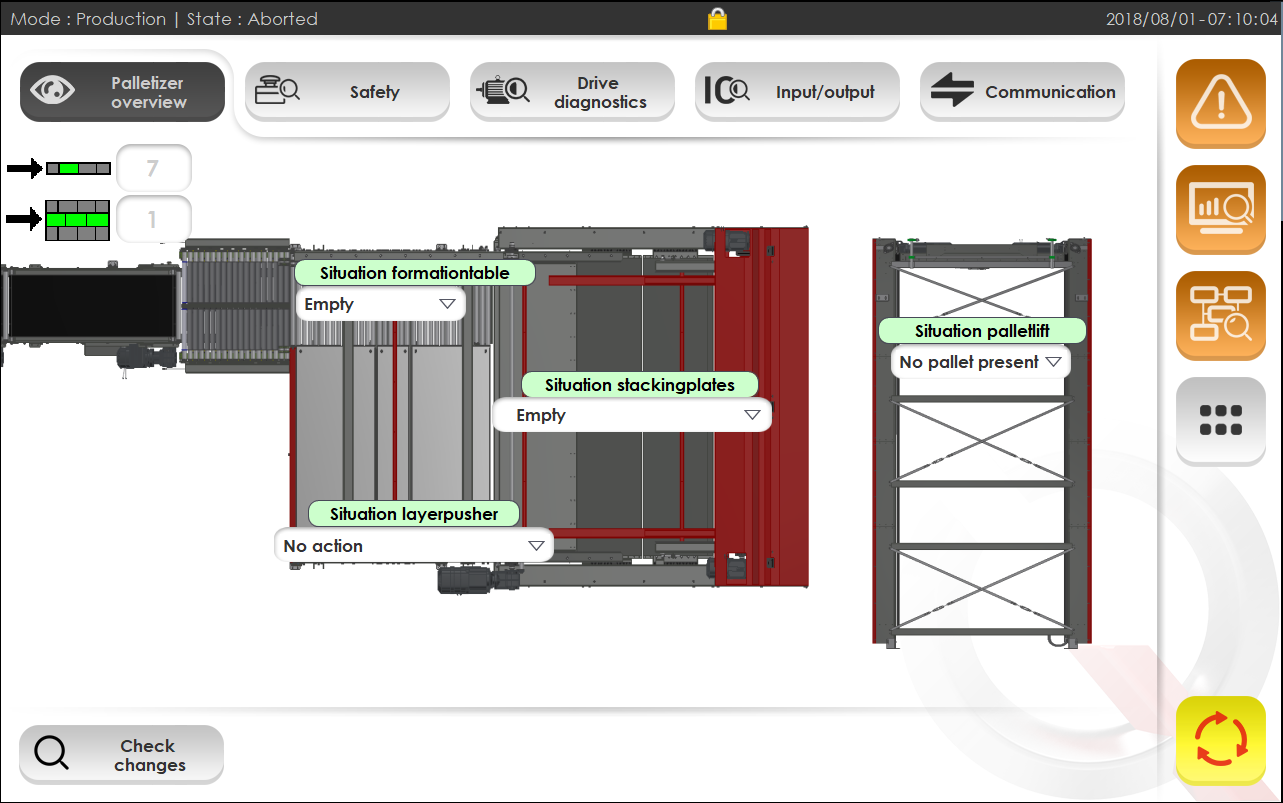 Mode : Production | State : Aborted
2018/08/01-07:10:04
Palletizer
overview
Safety
Drive
diagnostics
Input/output
Communication
7
1
Situation formationtable
Empty
Situation palletlift
No pallet present
Situation stackingplates
Empty
Situation layerpusher
No action
Check
changes